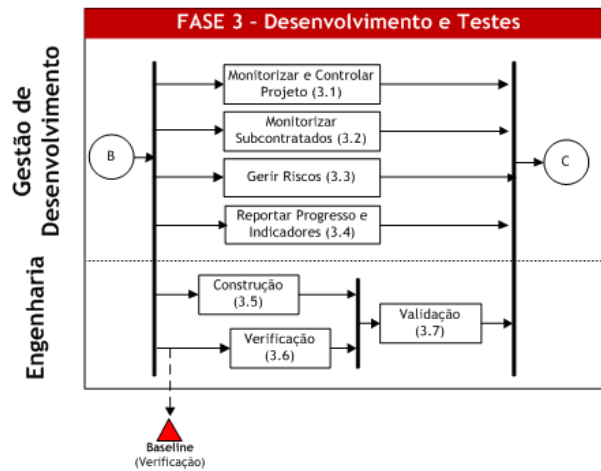 FASE 3 - Desenvolvimento e Testes
Gestão de
Desenvolvimento
Monitorizar e Controlar
Projeto (3.1)
Monitorizar
Subcontratados (3.2)
B
C
Gerir Riscos (3.3)
Reportar Progresso e
Indicadores (3.4)
Engenharia
Construção
(3.5)
Validação
(3.7)
Verificação
(3.6)
Baseline
(Verificação)